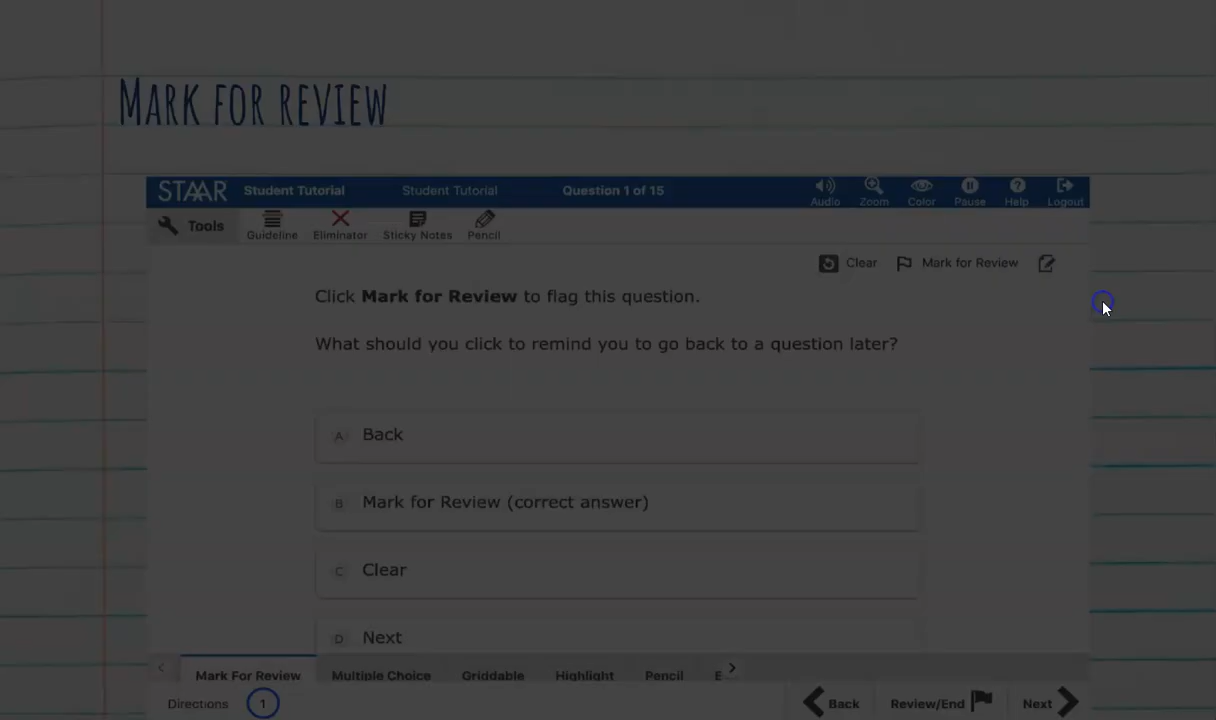 MARK FOR REVIEW
STAAR Student Tutorial Student Tutorial Question 1 of 15 Audio Zoom Color Pause Help Logout
Tools Guideline Eliminator Sticky Notes Pencil
Clear Mark for Review
Click Mark for Review to flag this question.
What should you click to remind you to go back to a question later?
A Back
B Mark for Review (correct answer)
C Clear
D Next
Mark For Review Multiple Choice Griddable Highlight Pencil E
Directions 1 Back Review/End Next